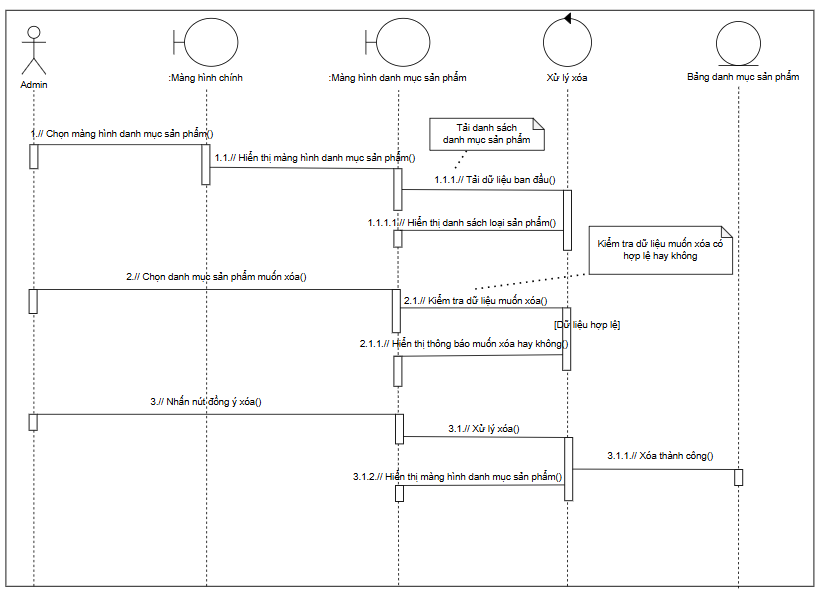 Admin
:Màng hình chính
:Màng hình danh mục sản phẩm
Xử lý xóa
Bảng danh mục sản phẩm
1.// Chọn màng hình danh mục sản phẩm()
Tải danh sách
danh mục sản phẩm
1.1.// Hiển thị màng hình danh mục sản phẩm()
1.1.1.// Tải dữ liệu ban đầu()
1.1.1.1.// Hiển thị danh sách loại sản phẩm()
Kiểm tra dữ liệu muốn xóa có
hợp lệ hay không
2.// Chọn danh mục sản phẩm muốn xóa()
2.1.// Kiểm tra dữ liệu muốn xóa()
[Dữ liệu hợp lệ]
2.1.1.// Hiển thị thông báo muốn xóa hay không()
3.// Nhấn nút đồng ý xóa()
3.1.// Xử lý xóa()
3.1.1.// Xóa thành công()
3.1.2.// Hiển thị màng hình danh mục sản phẩm()